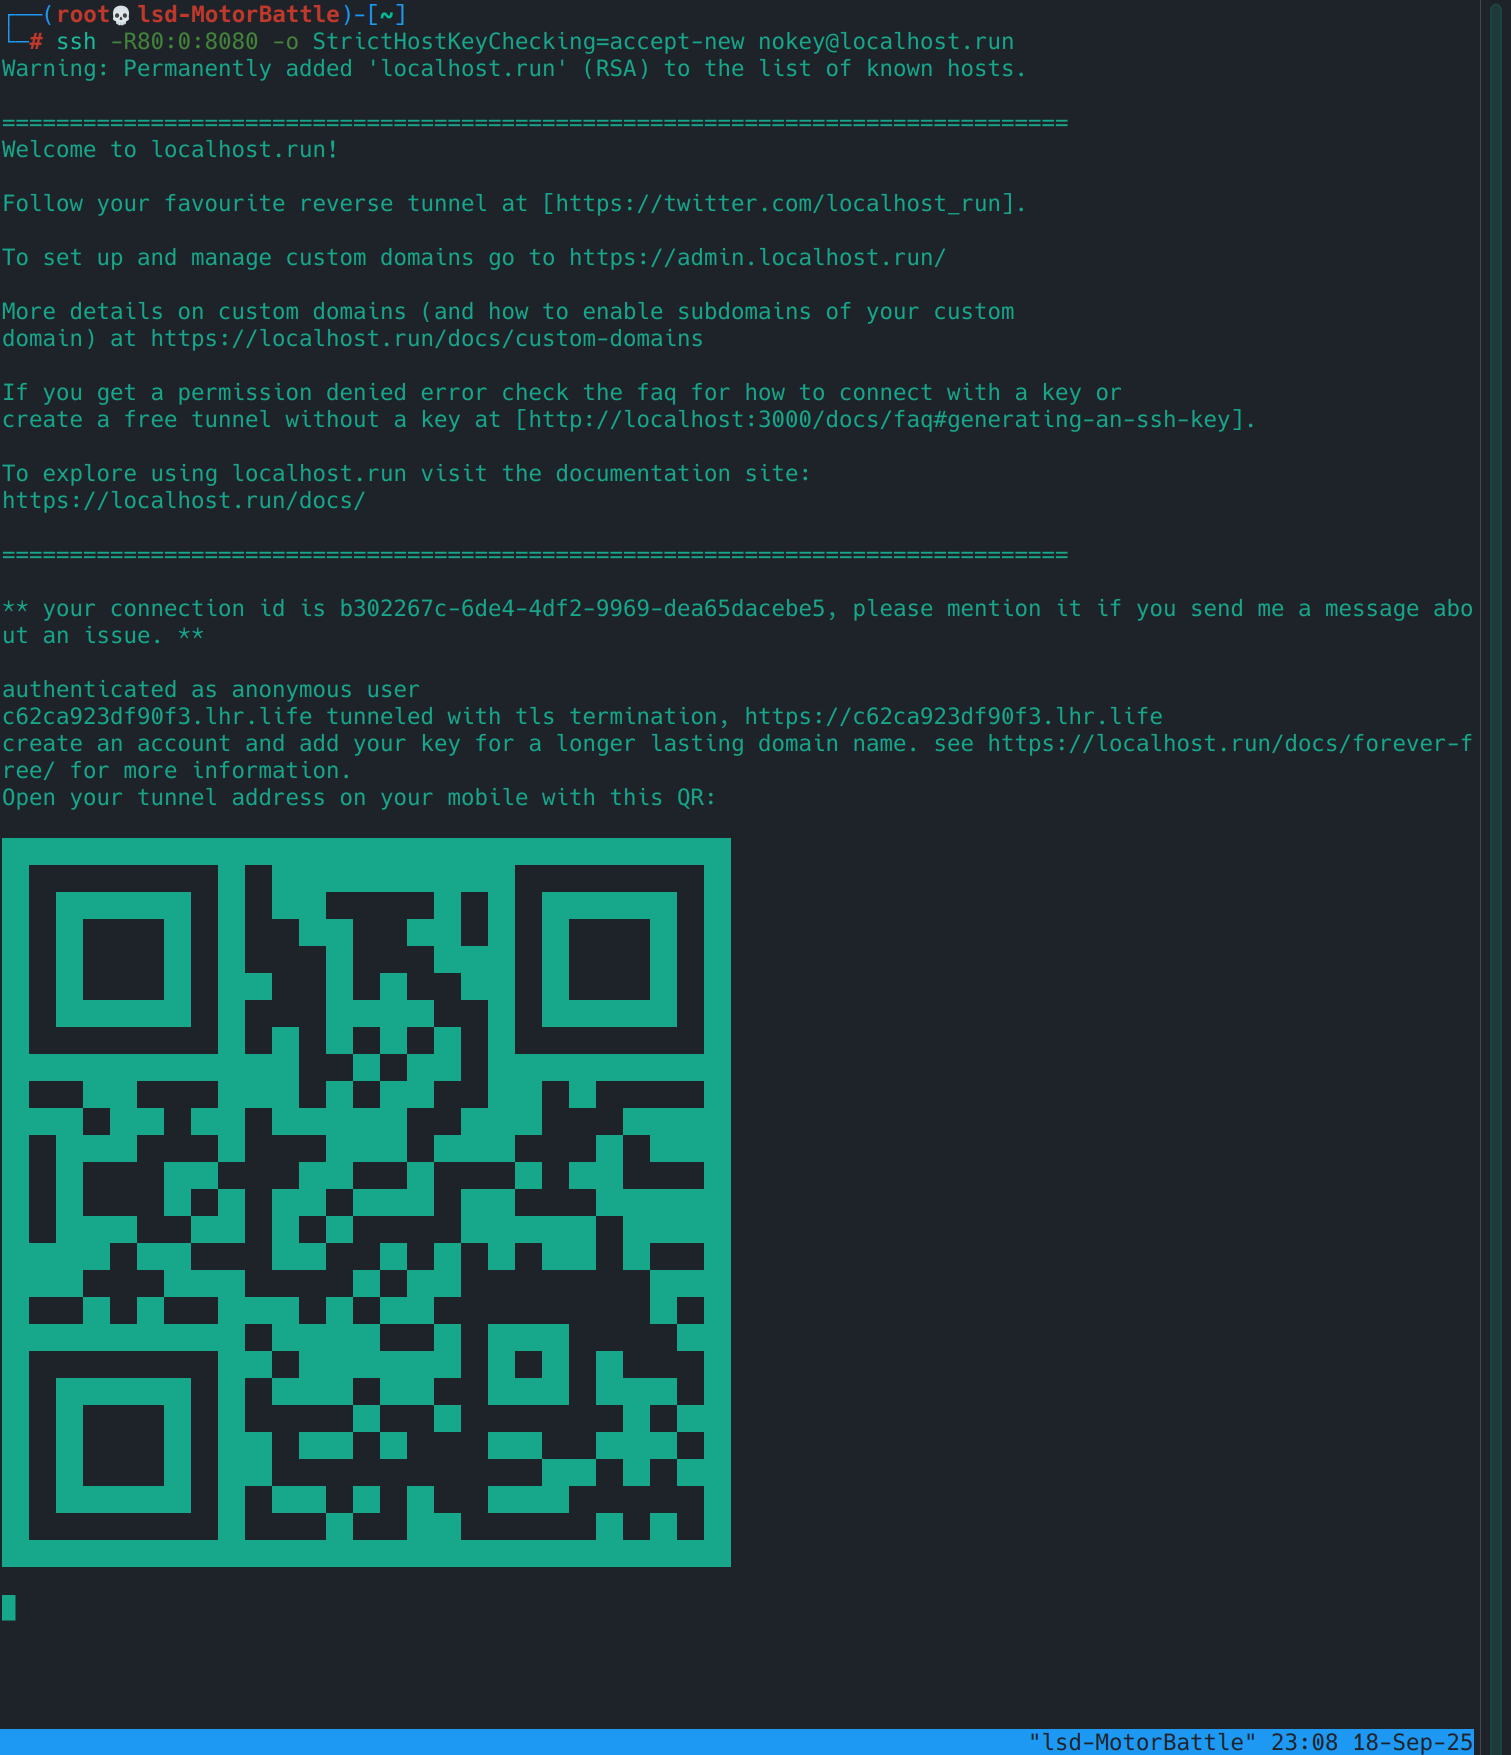 ┌──(root💀lsd-MotorBattle)-[~]
└─# ssh -R80:0:8080 -o StrictHostKeyChecking=accept-new nokey@localhost.run
Warning: Permanently added 'localhost.run' (RSA) to the list of known hosts.
===============================================================================
Welcome to localhost.run!
Follow your favourite reverse tunnel at [https://twitter.com/localhost_run].
To set up and manage custom domains go to https://admin.localhost.run/
More details on custom domains (and how to enable subdomains of your custom
domain) at https://localhost.run/docs/custom-domains
If you get a permission denied error check the faq for how to connect with a key or
create a free tunnel without a key at [http://localhost:3000/docs/faq#generating-an-ssh-key].
To explore using localhost.run visit the documentation site:
https://localhost.run/docs/
===============================================================================
** your connection id is b302267c-6de4-4df2-9969-dea65dacebe5, please mention it if you send me a message abo
ut an issue. **
authenticated as anonymous user
c62ca923df90f3.lhr.life tunneled with tls termination, https://c62ca923df90f3.lhr.life
create an account and add your key for a longer lasting domain name. see https://localhost.run/docs/forever-f
ree/ for more information.
Open your tunnel address on your mobile with this QR:
"lsd-MotorBattle" 23:08 18-Sep-25